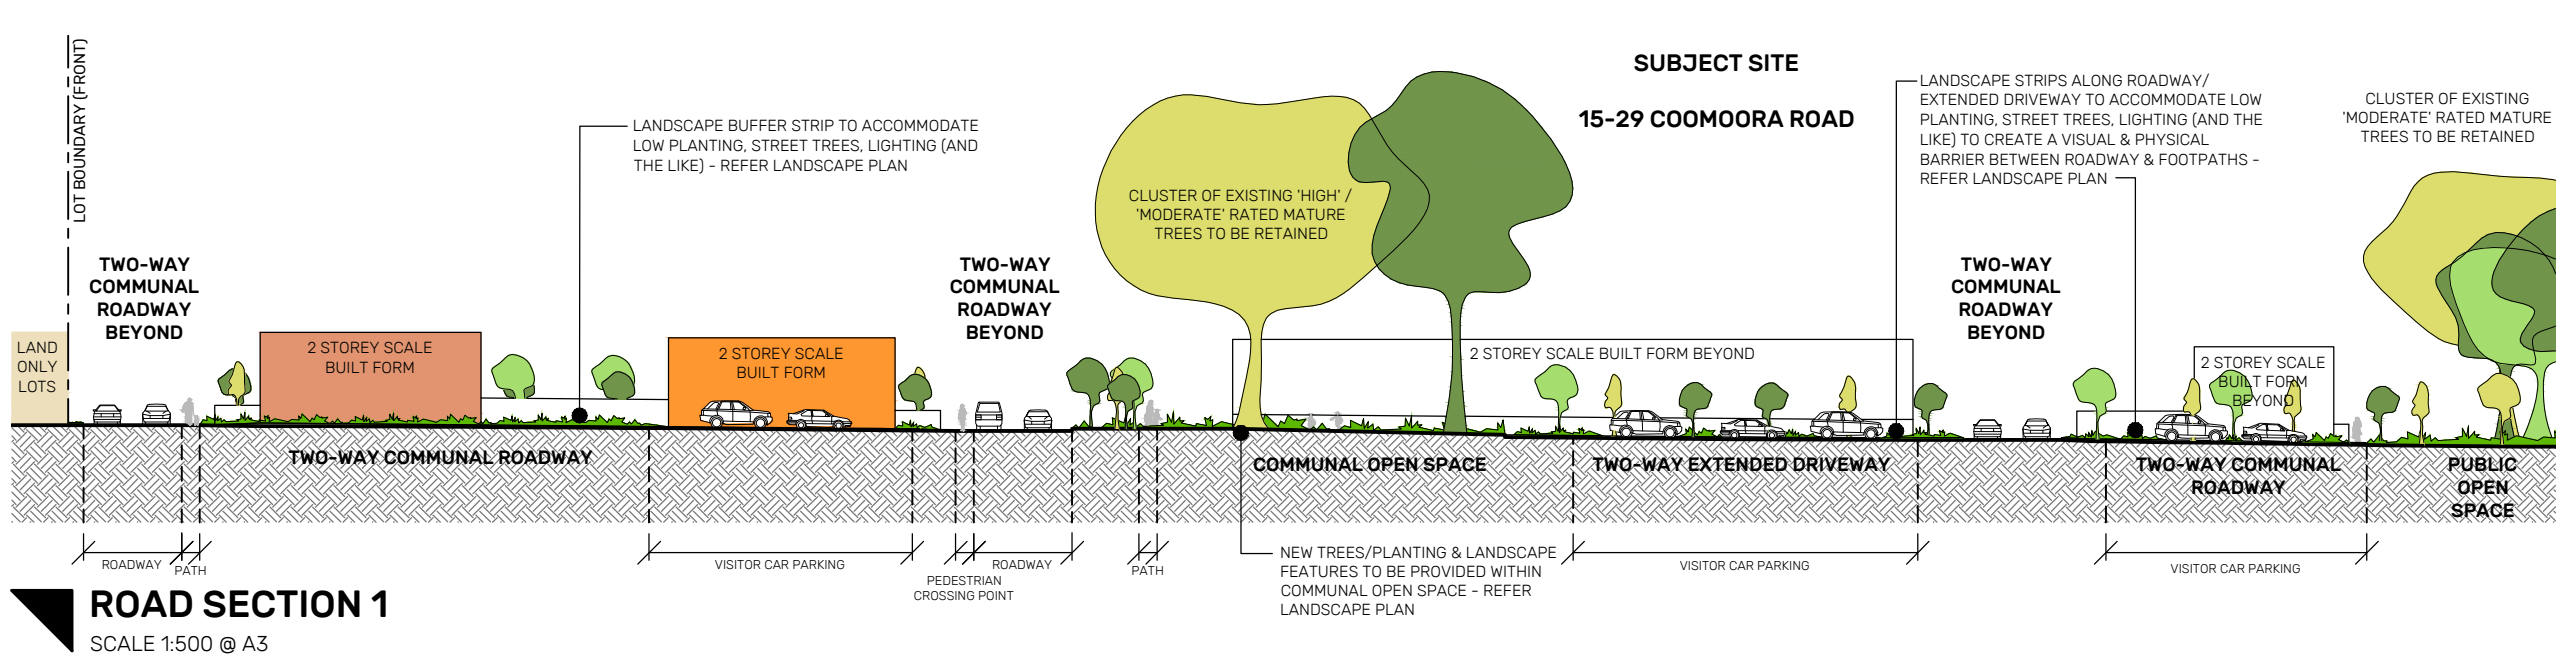 SUBJECT SITE
15-29 COOMOORA ROAD
LOT BOUNDARY (FRONT)
LAND
ONLY
LOTS
TWO-WAY
COMMUNAL
ROADWAY
BEYOND
2 STOREY SCALE
BUILT FORM
LANDSCAPE BUFFER STRIP TO ACCOMMODATE
LOW PLANTING, STREET TREES, LIGHTING (AND
THE LIKE) - REFER LANDSCAPE PLAN
2 STOREY SCALE
BUILT FORM
TWO-WAY
COMMUNAL
ROADWAY
BEYOND
CLUSTER OF EXISTING 'HIGH' /
'MODERATE' RATED MATURE
TREES TO BE RETAINED
2 STOREY SCALE BUILT FORM BEYOND
LANDSCAPE STRIPS ALONG ROADWAY/
EXTENDED DRIVEWAY TO ACCOMMODATE LOW
PLANTING, STREET TREES, LIGHTING (AND THE
LIKE) TO CREATE A VISUAL & PHYSICAL
BARRIER BETWEEN ROADWAY & FOOTPATHS -
REFER LANDSCAPE PLAN
TWO-WAY
COMMUNAL
ROADWAY
BEYOND
2 STOREY SCALE
BUILT FORM
BEYOND
CLUSTER OF EXISTING
'MODERATE' RATED MATURE
TREES TO BE RETAINED
TWO-WAY COMMUNAL ROADWAY
COMMUNAL OPEN SPACE
TWO-WAY EXTENDED DRIVEWAY
TWO-WAY COMMUNAL
ROADWAY
PUBLIC
OPEN
SPACE
ROADWAY
PATH
VISITOR CAR PARKING
PEDESTRIAN
CROSSING POINT
ROADWAY
PATH
NEW TREES/PLANTING & LANDSCAPE
FEATURES TO BE PROVIDED WITHIN
COMMUNAL OPEN SPACE - REFER
LANDSCAPE PLAN
VISITOR CAR PARKING
VISITOR CAR PARKING
ROAD SECTION 1
SCALE 1:500 @ A3